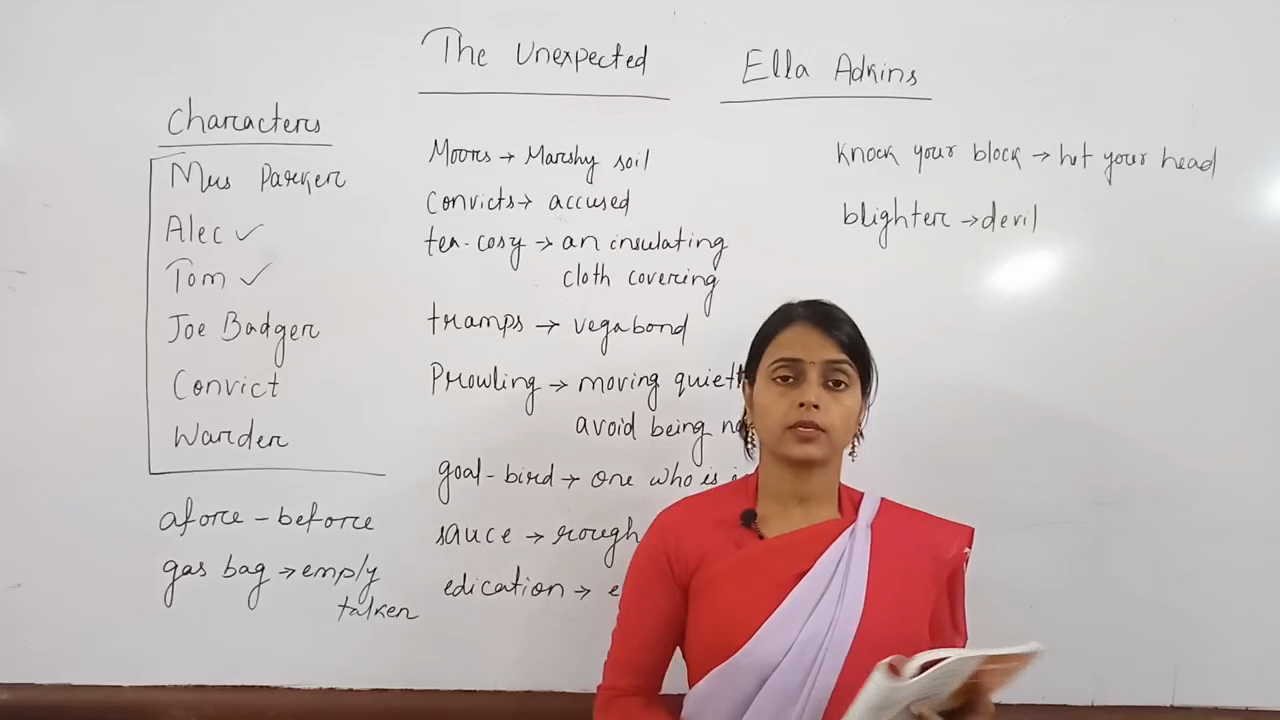 The Unexpected
Ella Adkins
Characters
Mrs Parker
Alec ✓
Tom ✓
Joe Badger
Convict
Warder
afore - before
gas bag → empty
talker
Moors → Marshy soil
Convicts → accused
tea-cosy → an insulating
cloth covering
tramps → vegabond
Prowling → moving
avoid being
goal-bird → one who is
sauce → rough
edication →
Knock your block → hit your head
blighter → devil